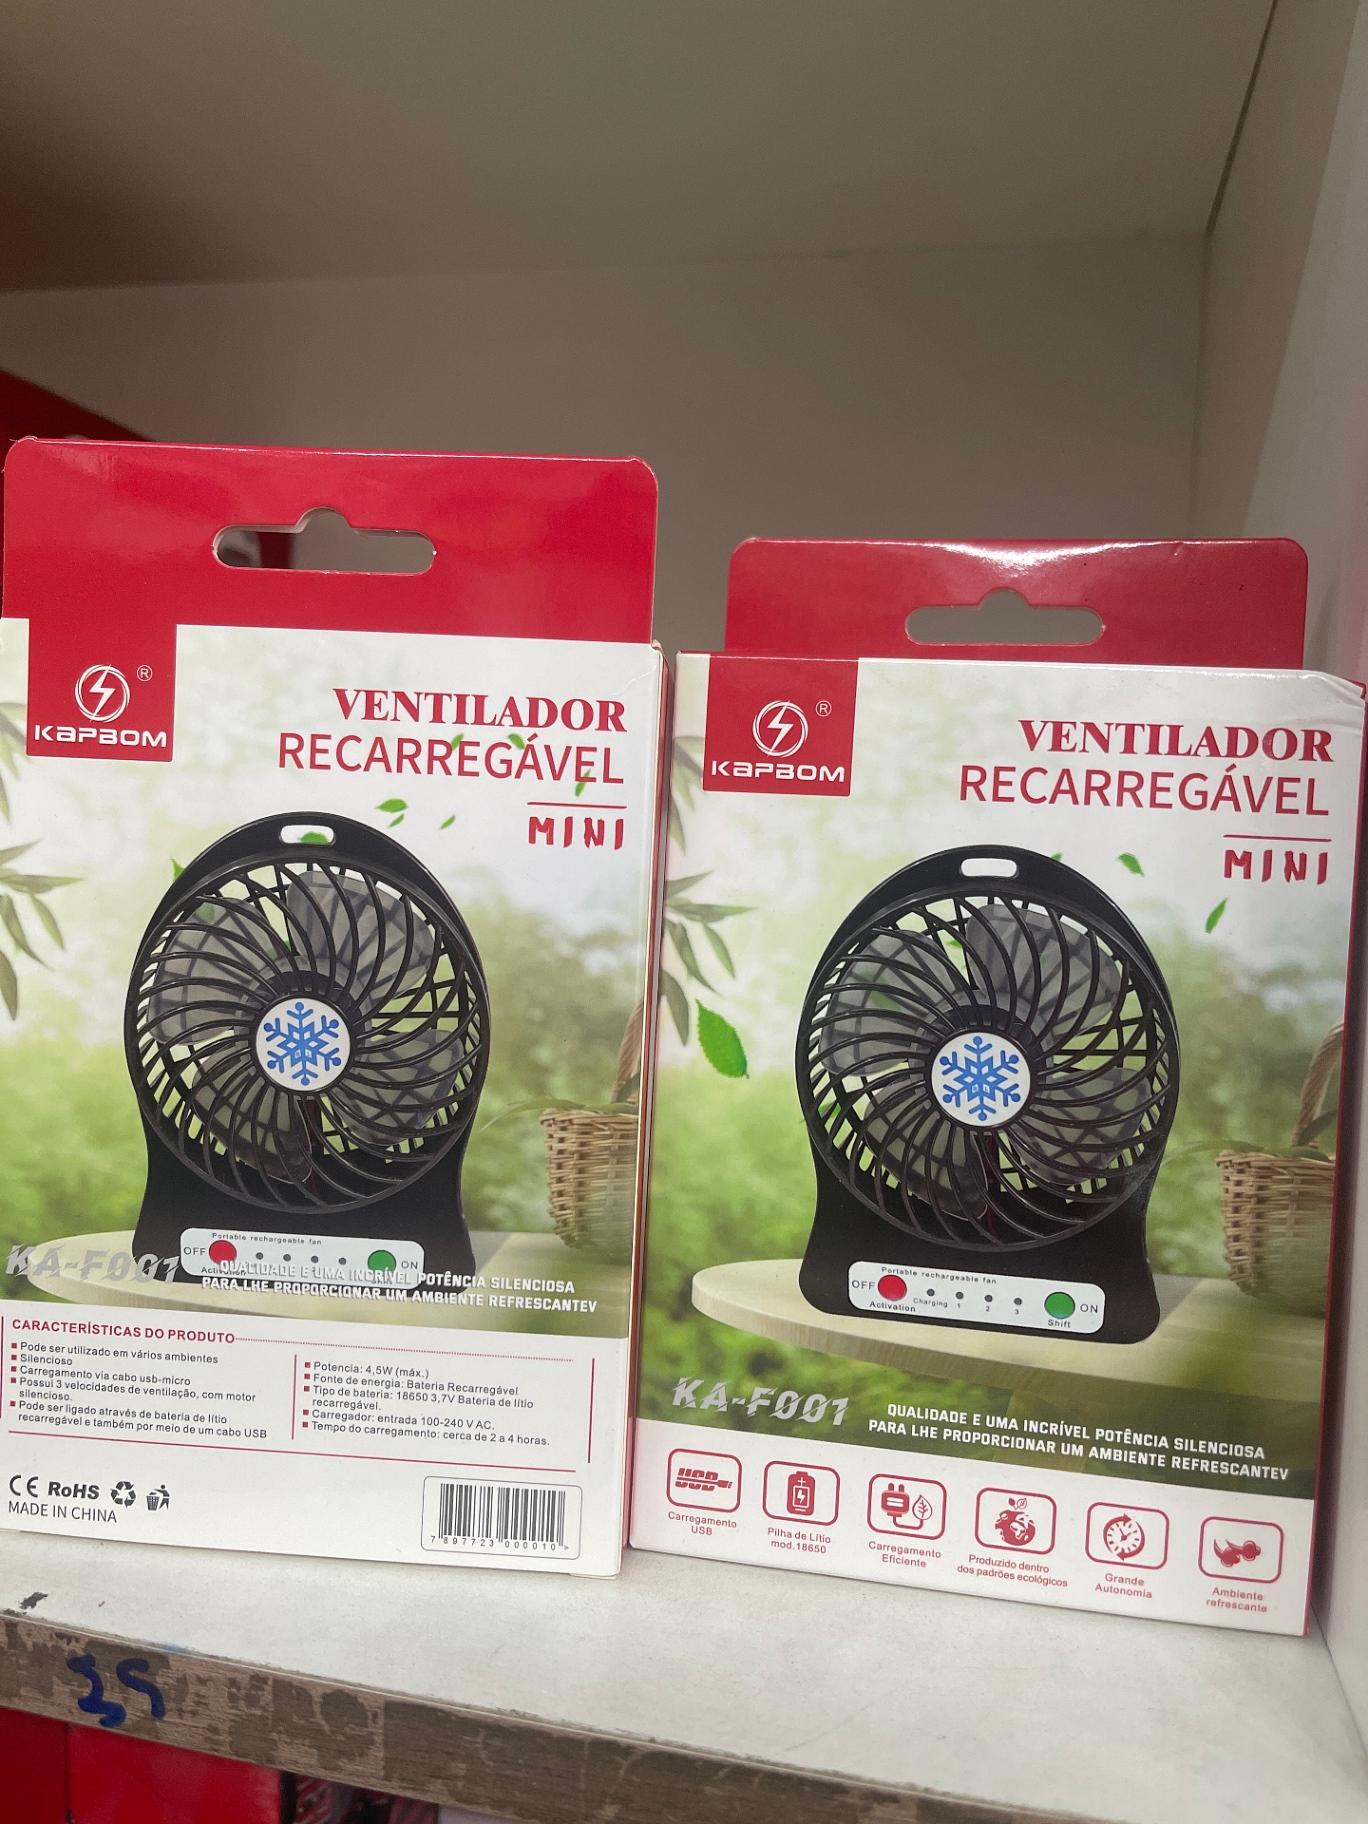 KAPBOM
®
VENTILADOR
RECARREGÁVEL
MINI
Portable rechargeable fan
OFF
ON
KA-F001
QUALIDADE E UMA INCRÍVEL POTÊNCIA SILENCIOSA
PARA LHE PROPORCIONAR UM AMBIENTE REFRESCANTEV
CARACTERÍSTICAS DO PRODUTO
Pode ser utilizado em vários ambientes
Silencioso
Carregamento via cabo usb-micro
Possui 3 velocidades de ventilação, com motor
silencioso.
Pode ser ligado através de bateria de lítio
recarregável e também por meio de um cabo USB
Potencia: 4,5W (máx.)
Fonte de energia: Bateria Recarregável
Tipo de bateria: 18650 3,7V Bateria de lítio
recarregável.
Carregador: entrada 100-240 V AC.
Tempo do carregamento: cerca de 2 a 4 horas.
CE RoHS
MADE IN CHINA
7 897723 000010 >
KAPBOM
®
VENTILADOR
RECARREGÁVEL
MINI
Portable rechargeable fan
OFF
ON
Activation
Charging 1 2 3
Shift
KA-F001
QUALIDADE E UMA INCRÍVEL POTÊNCIA SILENCIOSA
PARA LHE PROPORCIONAR UM AMBIENTE REFRESCANTEV
USB
Carregamento
USB
Pilha de Lítio
mod.18650
Carregamento
Eficiente
Produzido dentro
dos padrões ecológicos
Grande
Autonomia
Ambiente
refrescante